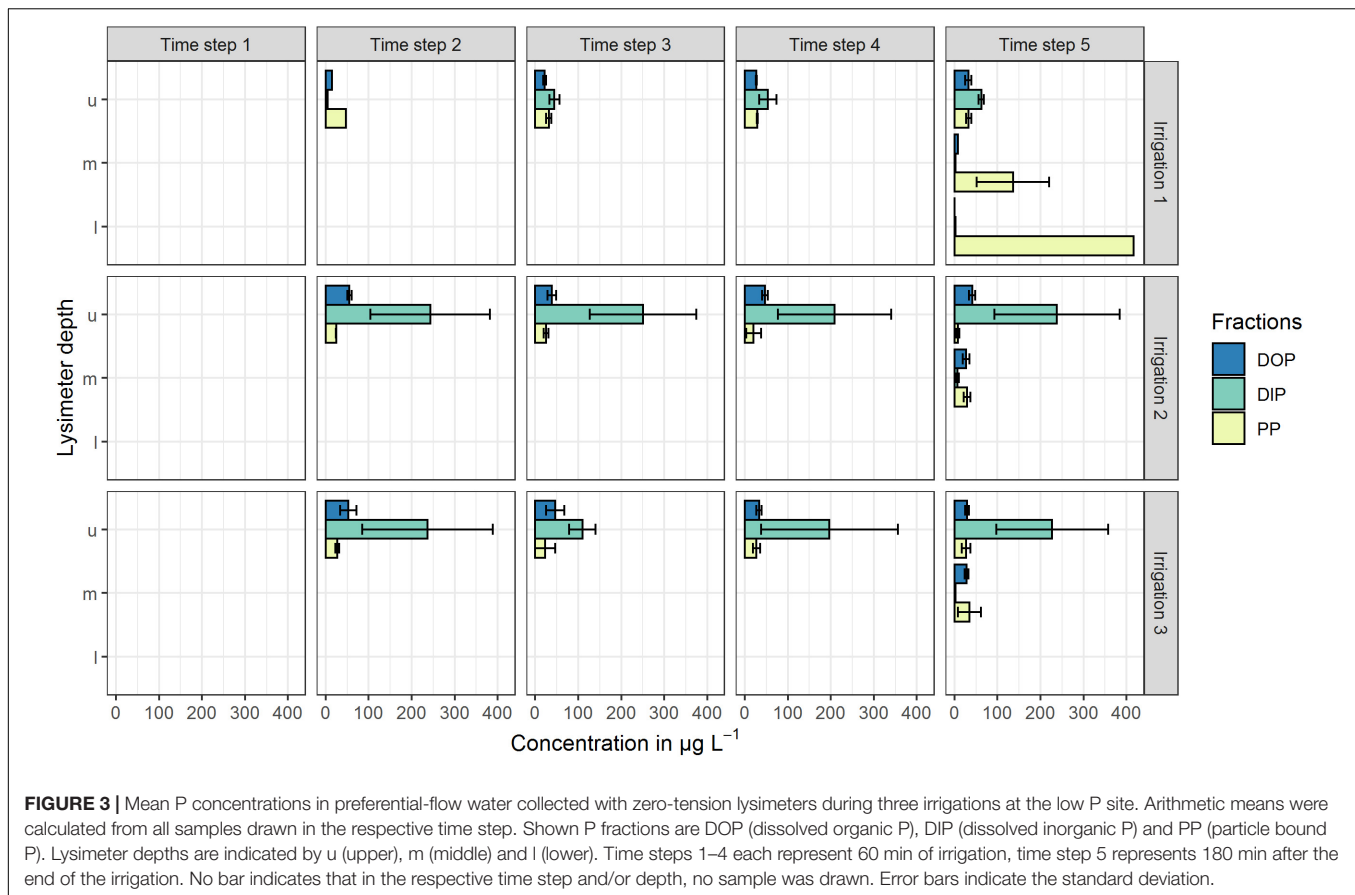 Time step 1 Time step 2 Time step 3 Time step 4 Time step 5
u
m
l
Irrigation 1
u
m
l
Irrigation 2
u
m
l
Irrigation 3
Lysimeter depth
0 100 200 300 400 0 100 200 300 400 0 100 200 300 400 0 100 200 300 400 0 100 200 300 400
Concentration in µg L⁻¹
Fractions
DOP
DIP
PP
FIGURE 3 | Mean P concentrations in preferential-flow water collected with zero-tension lysimeters during three irrigations at the low P site. Arithmetic means were
calculated from all samples drawn in the respective time step. Shown P fractions are DOP (dissolved organic P), DIP (dissolved inorganic P) and PP (particle bound
P). Lysimeter depths are indicated by u (upper), m (middle) and l (lower). Time steps 1–4 each represent 60 min of irrigation, time step 5 represents 180 min after the
end of the irrigation. No bar indicates that in the respective time step and/or depth, no sample was drawn. Error bars indicate the standard deviation.